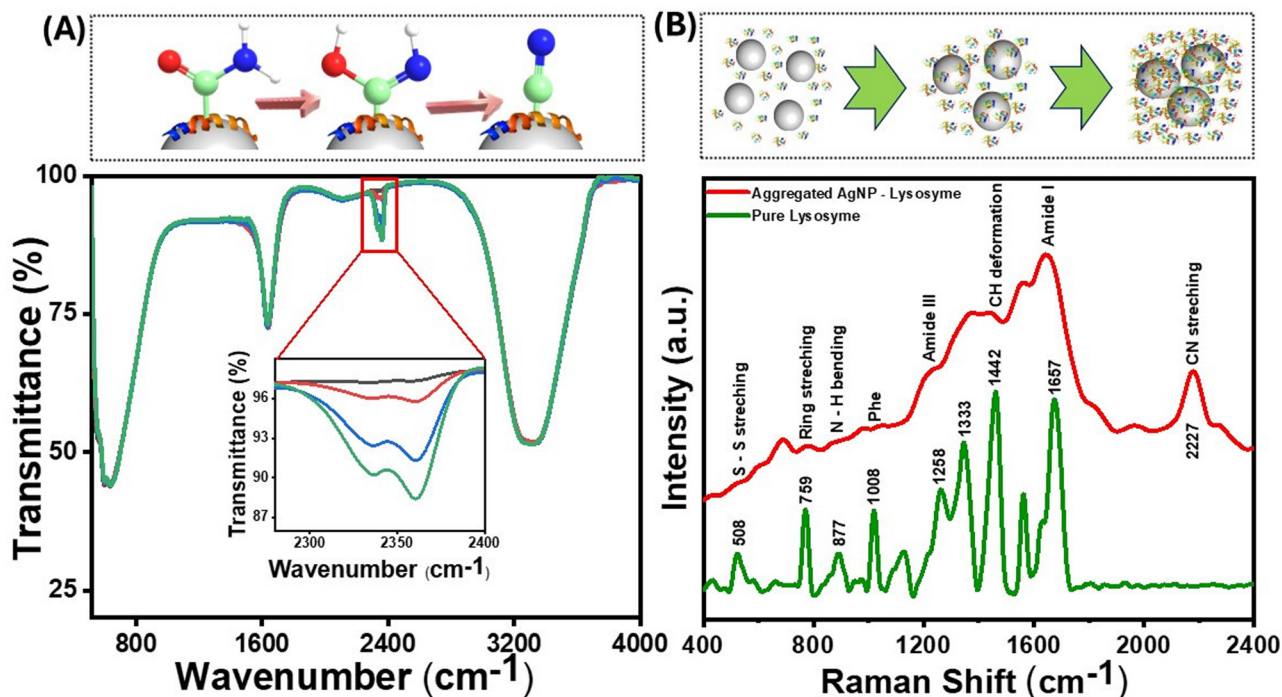 (A)
Transmittance (%)
100
75
50
25
800
1600
2400
3200
4000
Wavenumber (cm-1)
Transmittance (%)
96
93
90
87
2300
2350
2400
Wavenumber (cm-1)
(B)
Intensity (a.u.)
Aggregated AgNP - Lysosyme
Pure Lysosyme
S - S streching
Ring streching
N - H bending
Phe
Amide III
CH deformation
Amide I
CN streching
2227
508
759
877
1008
1258
1333
1442
1657
400
800
1200
1600
2000
2400
Raman Shift (cm-1)